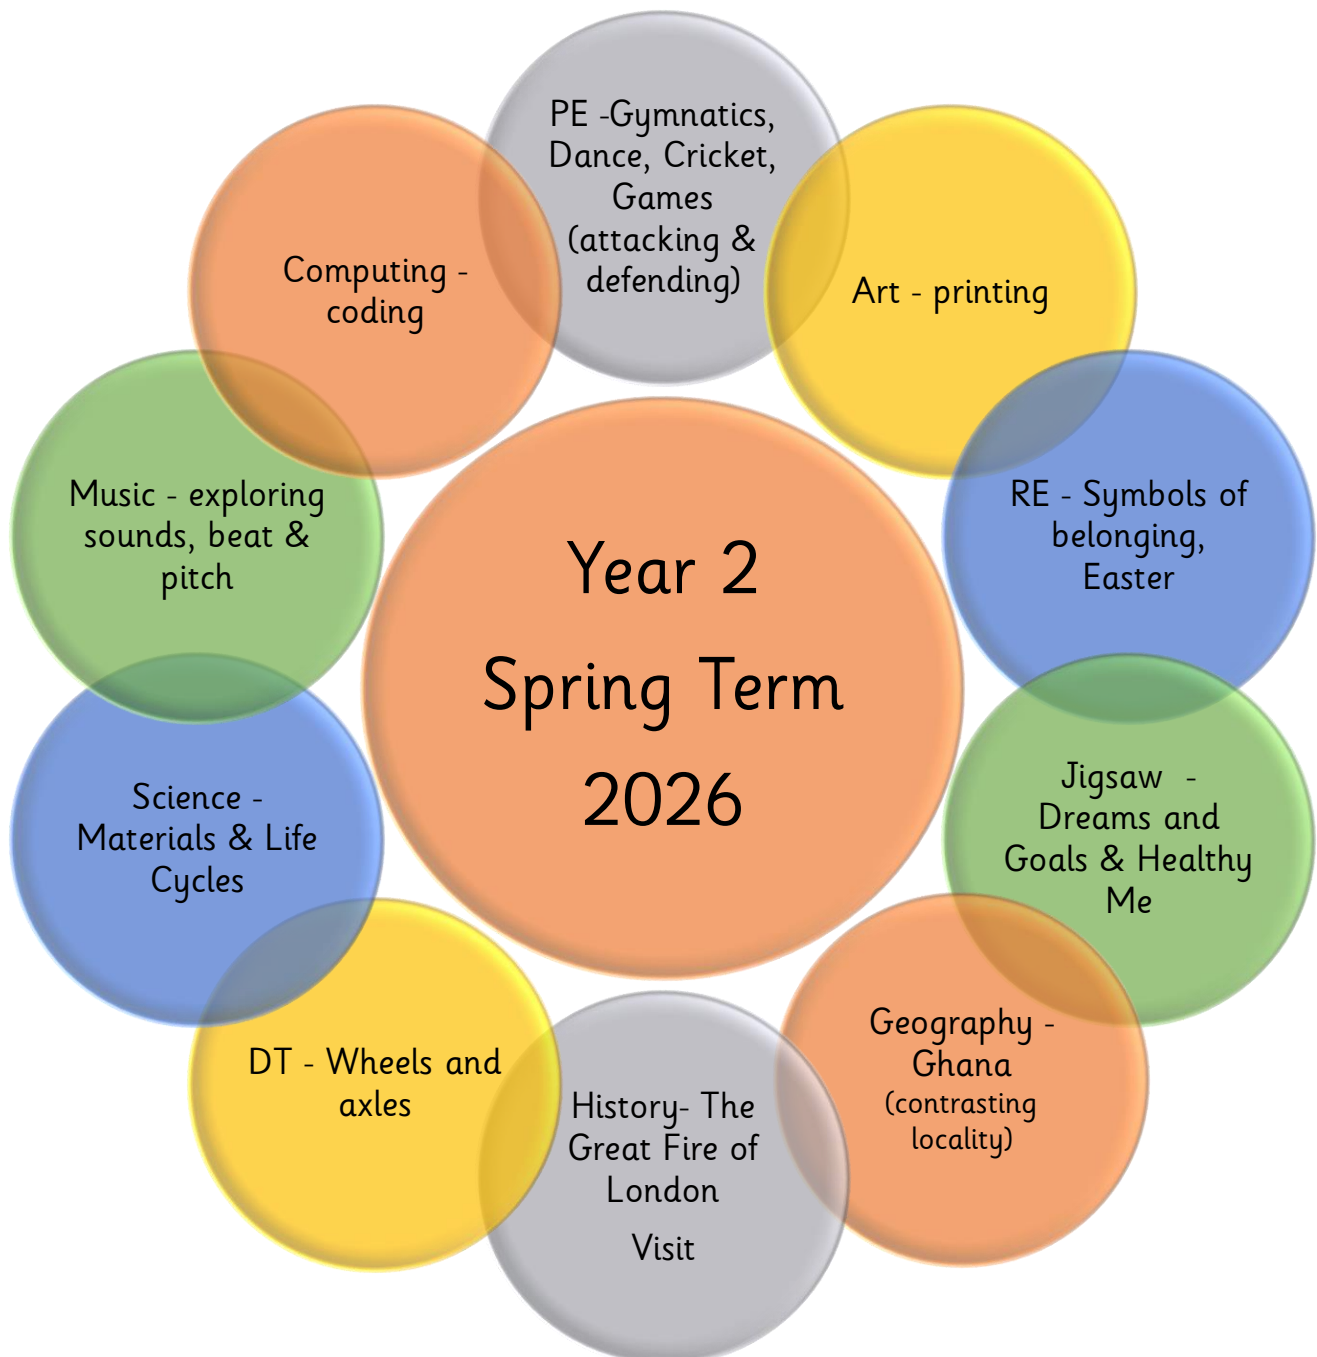 PE -Gymnatics,
Dance, Cricket,
Games
(attacking &
defending)
Art - printing
RE - Symbols of
belonging,
Easter
Jigsaw  -
Dreams and
Goals & Healthy
Me
Geography -
Ghana
(contrasting
locality)
History- The
Great Fire of
London
Visit
DT - Wheels and
axles
Science -
Materials & Life
Cycles
Music - exploring
sounds, beat &
pitch
Computing -
coding
Year 2
Spring Term
2026